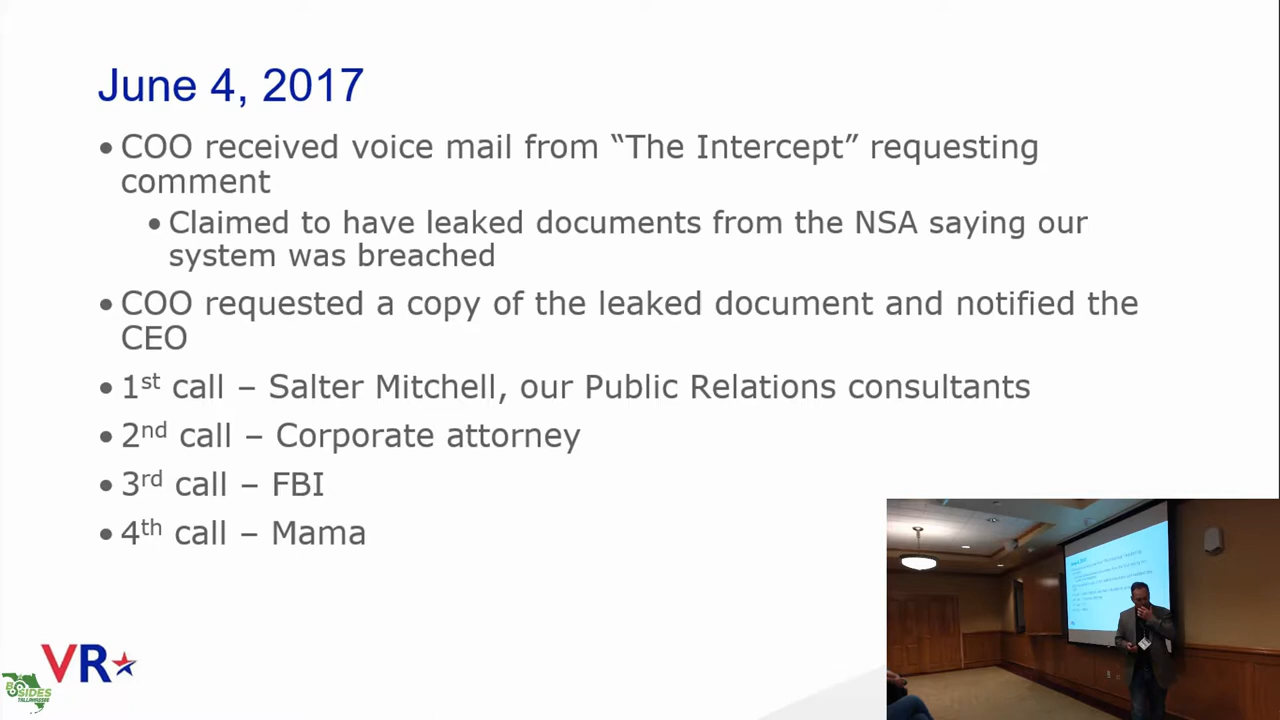 June 4, 2017
• COO received voice mail from “The Intercept” requesting
comment
• Claimed to have leaked documents from the NSA saying our
system was breached
• COO requested a copy of the leaked document and notified the
CEO
• 1st call – Salter Mitchell, our Public Relations consultants
• 2nd call – Corporate attorney
• 3rd call – FBI
• 4th call – Mama
VR
BSIDES
TALLAHASSEE